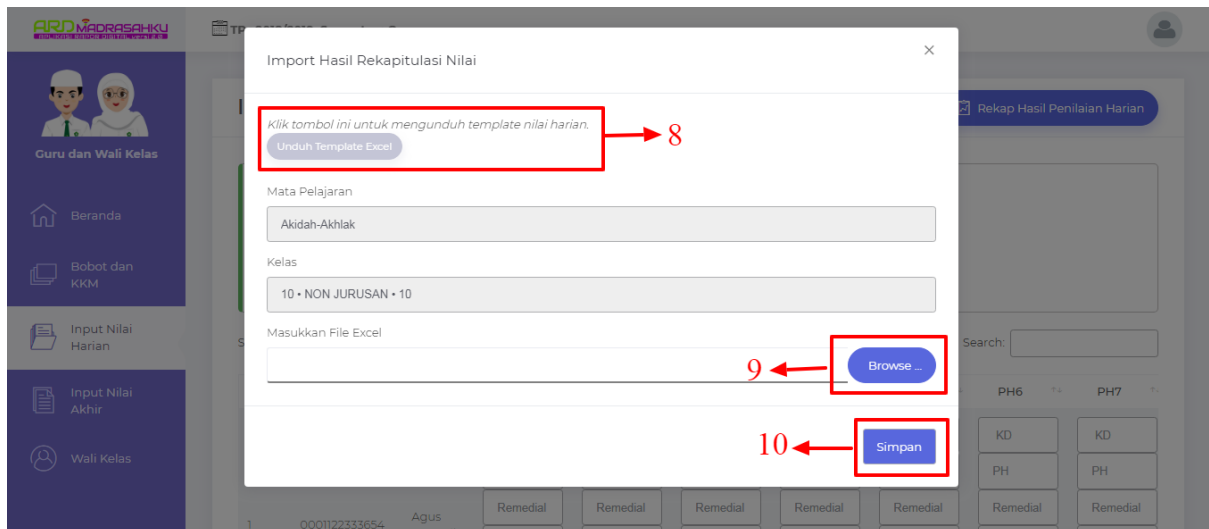 ARD MADRASAHKU
Import Hasil Rekapitulasi Nilai
×
Klik tombol ini untuk mengunduh template nilai harian.
8
Unduh Template Excel
Rekap Hasil Penilaian Harian
Guru dan Wali Kelas
Mata Pelajaran
Akidah-Akhlak
Beranda
Kelas
Bobot dan
KKM
10 • NON JURUSAN • 10
Input Nilai
Harian
Masukkan File Excel
Search:
9
Browse ...
Input Nilai
Akhir
PH6
PH7
10
Simpan
KD
KD
Wali Kelas
PH
PH
Remedial
Remedial
Remedial
Remedial
Remedial
Remedial
Remedial
1
0001122333654
Agus